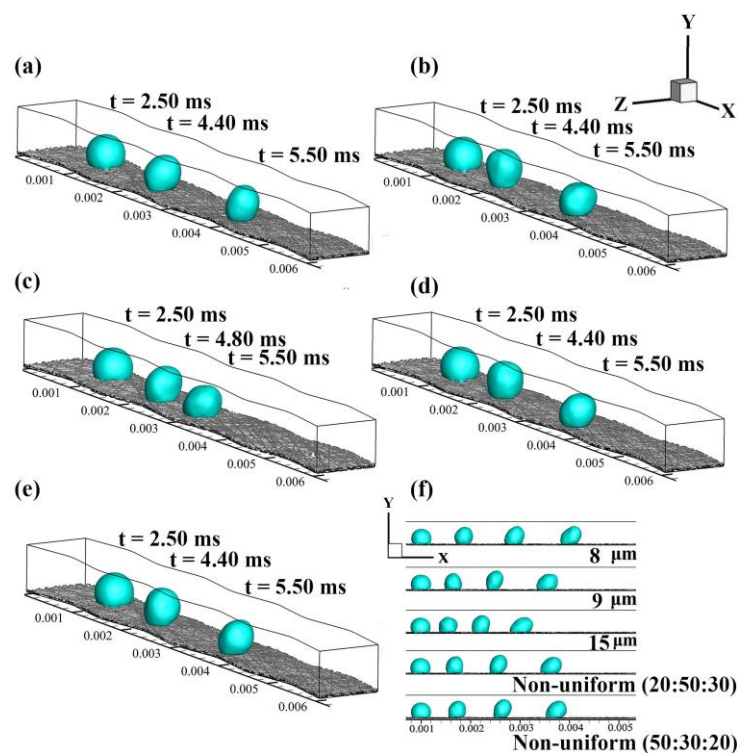 (a)
t = 2.50 ms
t = 4.40 ms
t = 5.50 ms
0.001
0.002
0.003
0.004
0.005
0.006
(b)
t = 2.50 ms
t = 4.40 ms
t = 5.50 ms
0.001
0.002
0.003
0.004
0.005
0.006
Y
Z
X
(c)
t = 2.50 ms
t = 4.80 ms
t = 5.50 ms
0.001
0.002
0.003
0.004
0.005
0.006
(d)
t = 2.50 ms
t = 4.40 ms
t = 5.50 ms
0.001
0.002
0.003
0.004
0.005
0.006
(e)
t = 2.50 ms
t = 4.40 ms
t = 5.50 ms
0.001
0.002
0.003
0.004
0.005
0.006
(f)
Y
X
8 μm
9 μm
15 μm
Non-uniform (20:50:30)
0.001 0.002 0.003 0.004 0.005
Non-uniform (50:30:20)